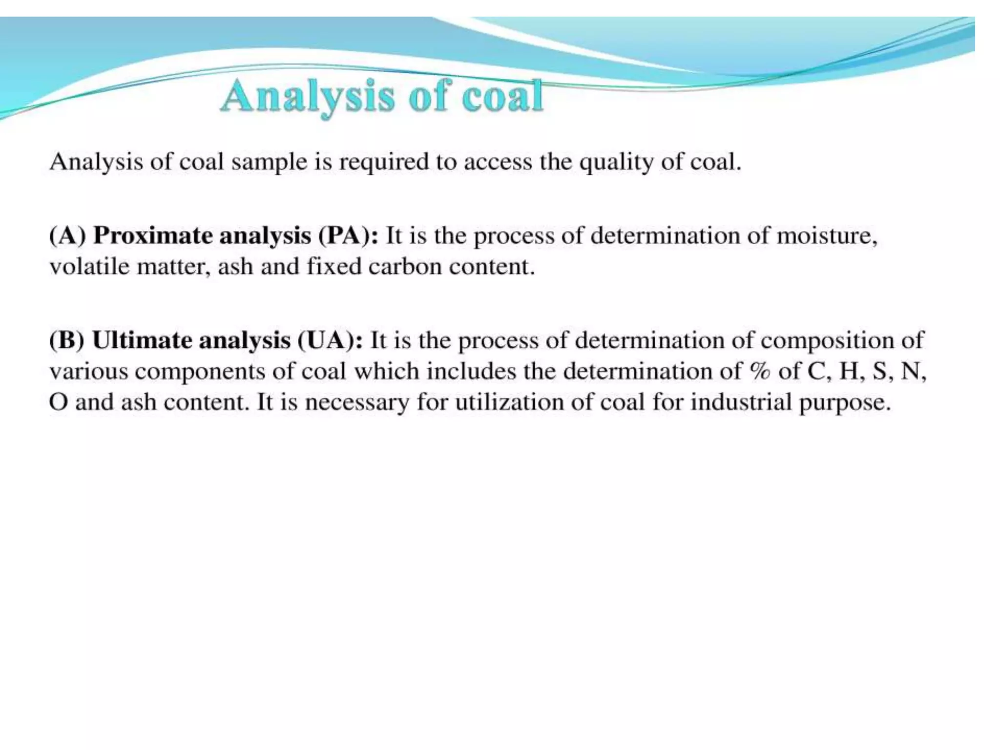 Analysis of coal
Analysis of coal sample is required to access the quality of coal.
(A) Proximate analysis (PA): It is the process of determination of moisture,
volatile matter, ash and fixed carbon content.
(B) Ultimate analysis (UA): It is the process of determination of composition of
various components of coal which includes the determination of % of C, H, S, N,
O and ash content. It is necessary for utilization of coal for industrial purpose.